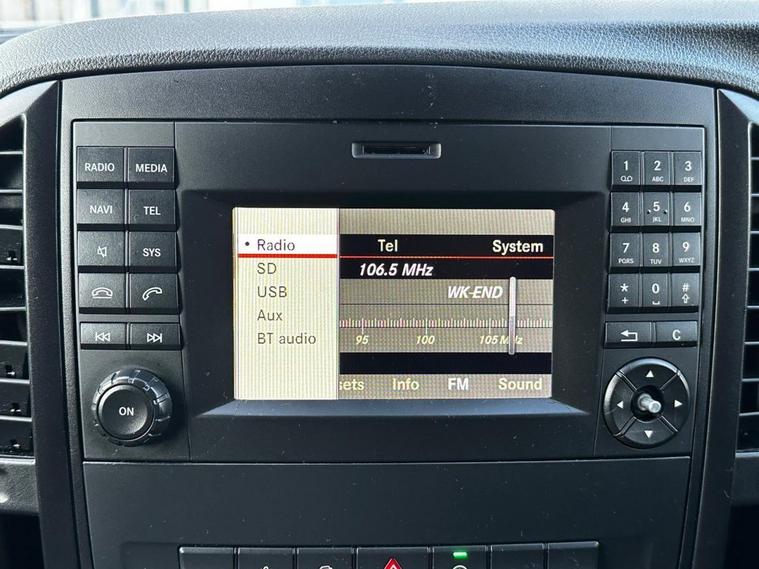 RADIO MEDIA
NAVI TEL
SYS
ON
Radio
SD
USB
Aux
BT audio
Tel System
106.5 MHz
WK-END
95 100 105 MHz
sets Info FM Sound
1 2 ABC 3 DEF
4 GHI 5 JKL 6 MNO
7 PQRS 8 TUV 9 WXYZ
* + 0 #
C